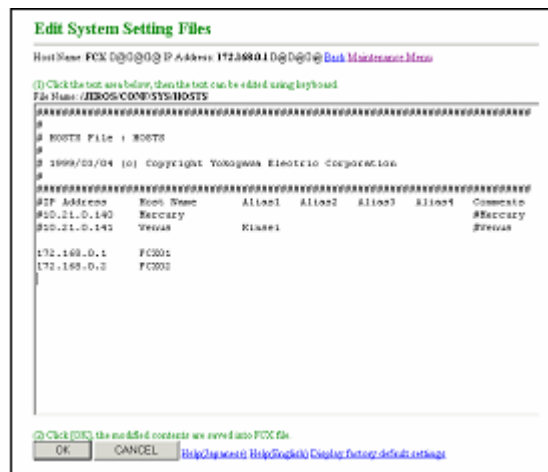 Edit System Setting Files
Host Name: FCX D@D@D@ IP Address: 172.168.0.1 D@D@D@ Back Maintenance Menu
(1) Click the text area below, then the text can be edited using keyboard.
File Name: /JEROS/CONF/SYS/HOSTS
#
# HOSTS File : HOSTS
#
# 1999/03/04 (c) Copyright Yokogawa Electric Corporation
#
#IP Address Host Name Alias1 Alias2 Alias3 Alias4 Comments
#10.21.0.140 Mercury #Mercury
#10.21.0.141 Venus Kinsei #Venus
172.168.0.1 FCX01
172.168.0.2 FCX02
(2) Click [OK], the modified contents are saved into FCX file.
OK CANCEL Help(Japanese) Help(English) Display factory default settings